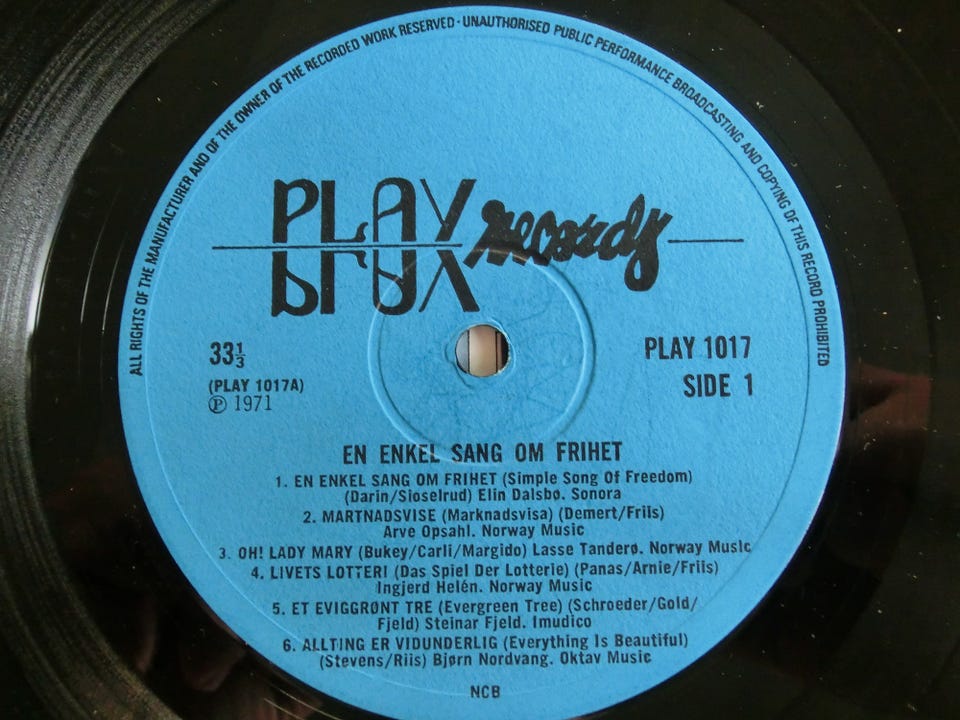 ALL RIGHTS OF THE MANUFACTURER AND OF THE OWNER OF THE RECORDED WORK RESERVED · UNAUTHORISED PUBLIC PERFORMANCE BROADCASTING AND COPYING OF THIS RECORD PROHIBITED
PLAY records
33⅓
(PLAY 1017A)
℗ 1971
PLAY 1017
SIDE 1
EN ENKEL SANG OM FRIHET
1. EN ENKEL SANG OM FRIHET (Simple Song Of Freedom)
(Darin/Sioselrud) Elin Dalsbø. Sonora
2. MARTNADSVISE (Marknadsvisa) (Demert/Friis)
Arve Opsahl. Norway Music
3. OH! LADY MARY (Bukey/Carli/Margido) Lasse Tanderø. Norway Music
4. LIVETS LOTTERI (Das Spiel Der Lotterie) (Panas/Arnie/Friis)
Ingjerd Helén. Norway Music
5. ET EVIGGRØNT TRE (Evergreen Tree) (Schroeder/Gold/
Fjeld) Steinar Fjeld. Imudico
6. ALLTING ER VIDUNDERLIG (Everything Is Beautiful)
(Stevens/Riis) Bjørn Nordvang. Oktav Music
NCB